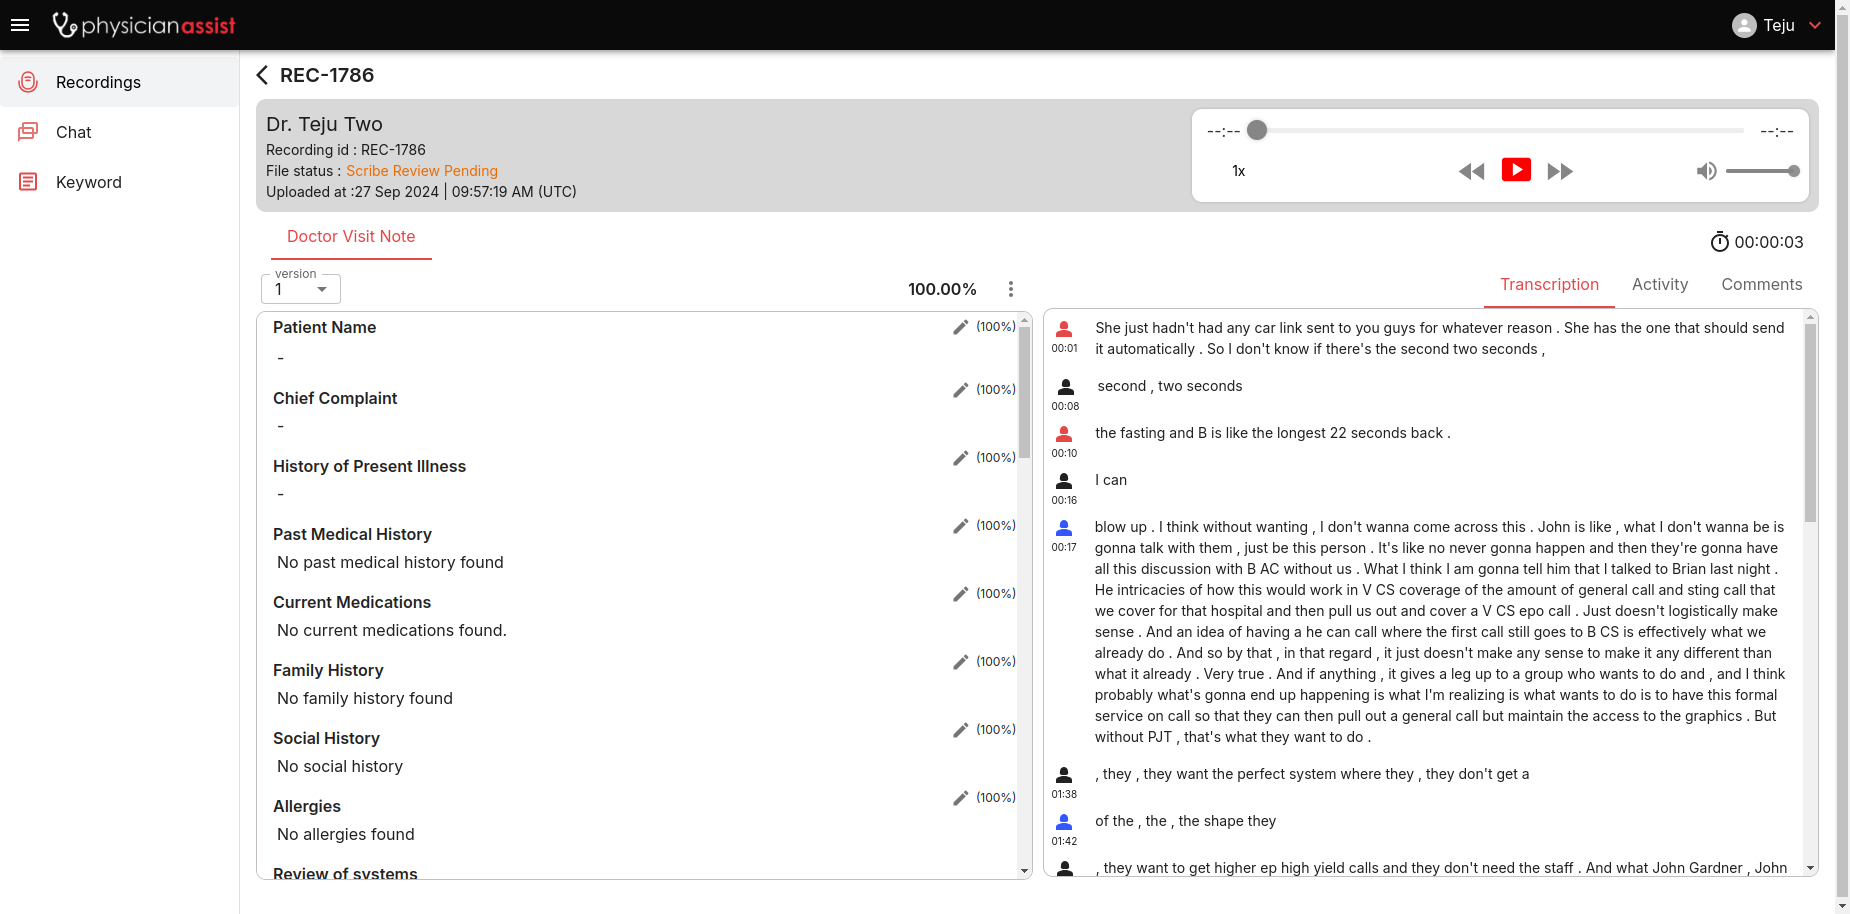 physicianassist
Teju
Recordings
Chat
Keyword
REC-1786
Dr. Teju Two
Recording id : REC-1786
File status : Scribe Review Pending
Uploaded at :27 Sep 2024 | 09:57:19 AM (UTC)
--:--
--:--
1x
Doctor Visit Note
00:00:03
version
1
100.00%
Transcription
Activity
Comments
Patient Name
(100%)
-
Chief Complaint
(100%)
-
History of Present Illness
(100%)
-
Past Medical History
(100%)
No past medical history found
Current Medications
(100%)
No current medications found.
Family History
(100%)
No family history found
Social History
(100%)
No social history
Allergies
(100%)
No allergies found
Review of systems
She just hadn't had any car link sent to you guys for whatever reason . She has the one that should send
it automatically . So I don't know if there's the second two seconds ,
00:01
second , two seconds
00:08
the fasting and B is like the longest 22 seconds back .
00:10
I can
00:16
blow up . I think without wanting , I don't wanna come across this . John is like , what I don't wanna be is
00:17
gonna talk with them , just be this person . It's like no never gonna happen and then they're gonna have
all this discussion with B AC without us . What I think I am gonna tell him that I talked to Brian last night .
He intricacies of how this would work in V CS coverage of the amount of general call and sting call that
we cover for that hospital and then pull us out and cover a V CS epo call . Just doesn't logistically make
sense . And an idea of having a he can call where the first call still goes to B CS is effectively what we
already do . And so by that , in that regard , it just doesn't make any sense to make it any different than
what it already . Very true . And if anything , it gives a leg up to a group who wants to do and , and I think
probably what's gonna end up happening is what I'm realizing is what wants to do is to have this formal
service on call so that they can then pull out a general call but maintain the access to the graphics . But
without PJT , that's what they want to do .
, they , they want the perfect system where they , they don't get a
01:38
of the , the , the shape they
01:42
, they want to get higher ep high yield calls and they don't need the staff . And what John Gardner , John